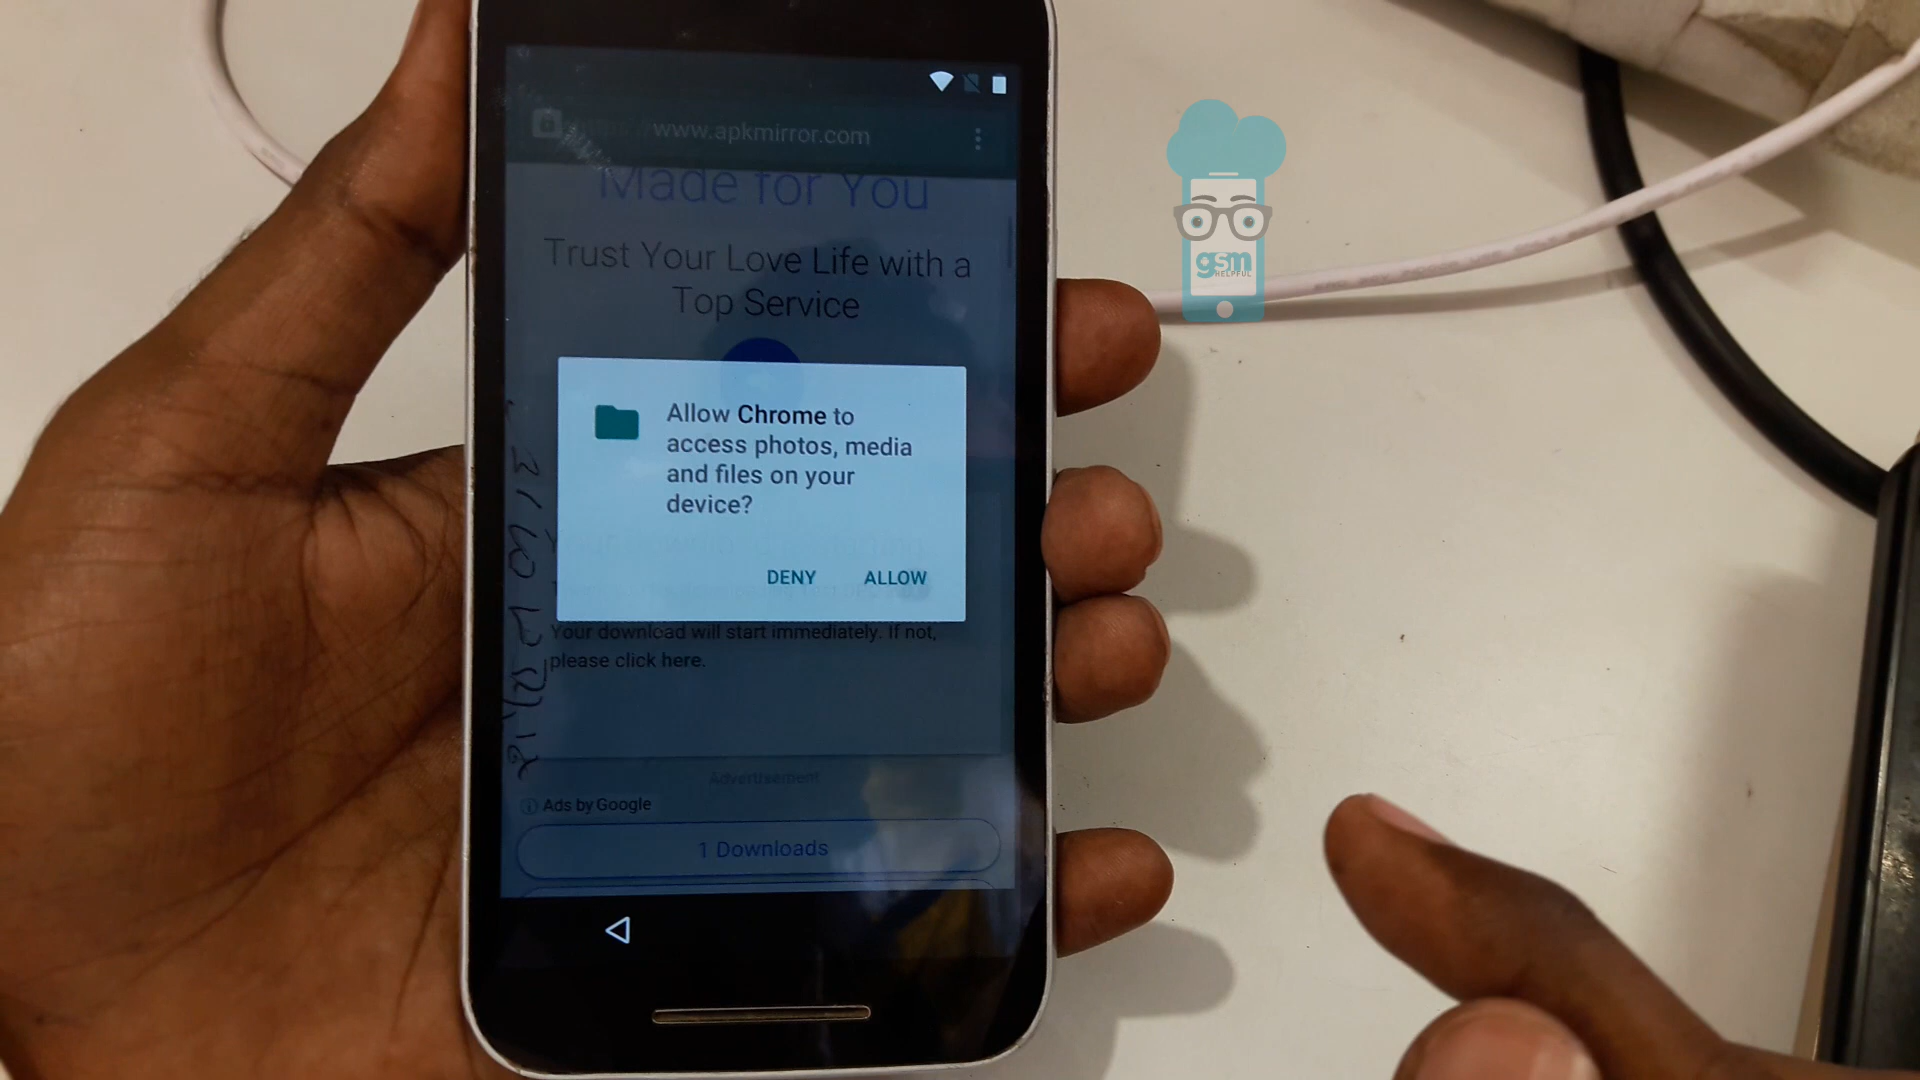 www.apkmirror.com
Made for You
Trust Your Love Life with a
Top Service
Allow Chrome to
access photos, media
and files on your
device?
DENY ALLOW
Your download will start immediately. If not,
please click here.
Advertisement
Ads by Google
1 Downloads
gsm
HELPFUL